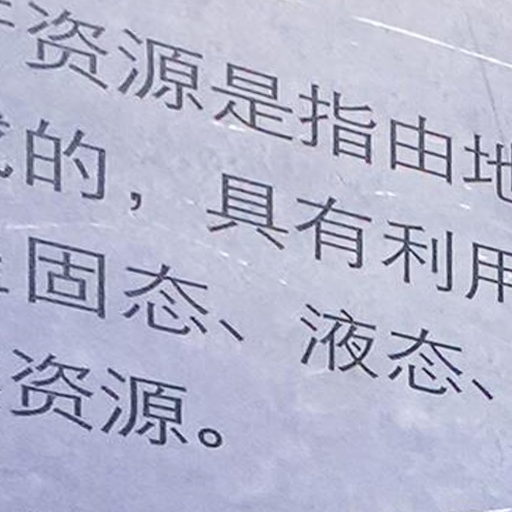 资源是指由地
的，具有利用
固态、液态、
资源。